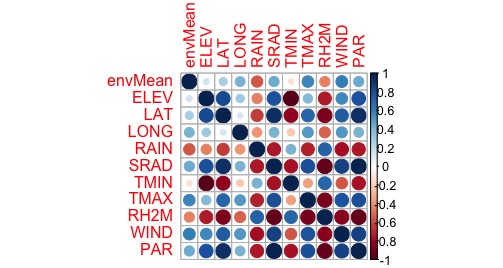 envMean
ELEV
LAT
LONG
RAIN
SRAD
TMIN
TMAX
RH2M
WIND
PAR
envMean
ELEV
LAT
LONG
RAIN
SRAD
TMIN
TMAX
RH2M
WIND
PAR
1
0.8
0.6
0.4
0.2
0
-0.2
-0.4
-0.6
-0.8
-1